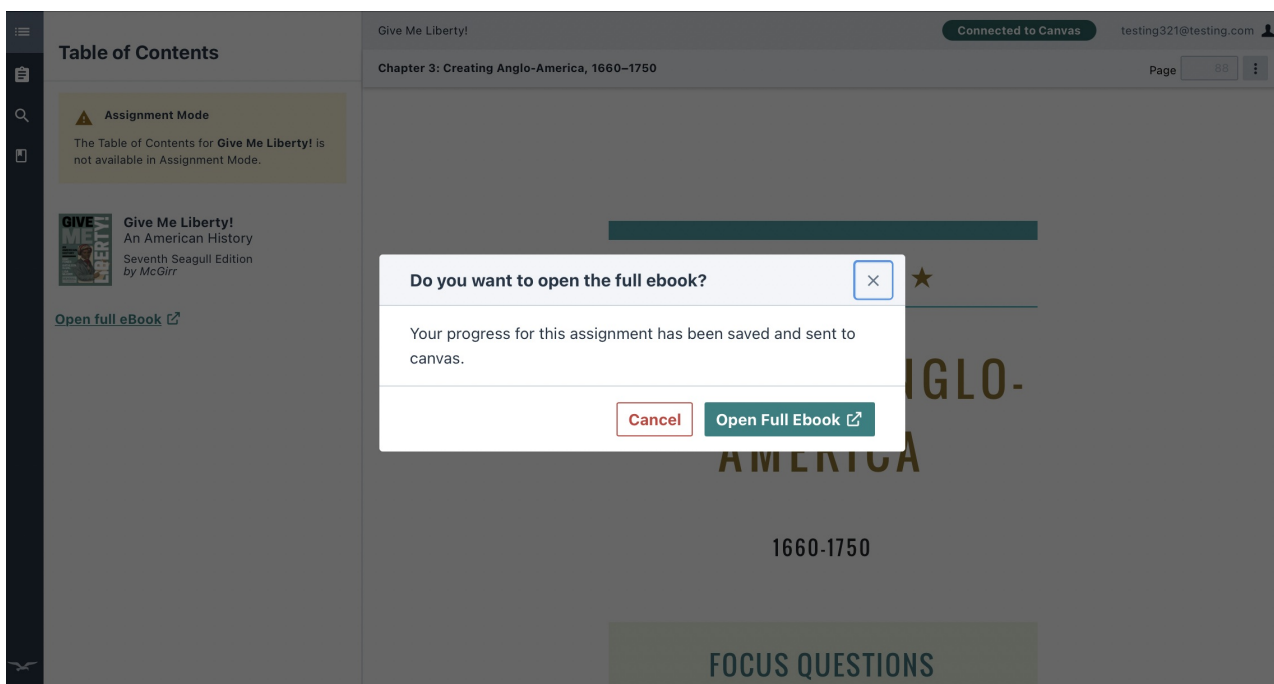 Table of Contents
Assignment Mode
The Table of Contents for Give Me Liberty! is
not available in Assignment Mode.
GIVE
ME
LIBERTY!
Give Me Liberty!
An American History
Seventh Seagull Edition
by McGirr
Open full eBook
Give Me Liberty!
Connected to Canvas
testing321@testing.com
Chapter 3: Creating Anglo-America, 1660–1750
Page 88
Do you want to open the full ebook?
Your progress for this assignment has been saved and sent to
canvas.
Cancel
Open Full Ebook
NGLO-
AMERICA
1660-1750
FOCUS QUESTIONS